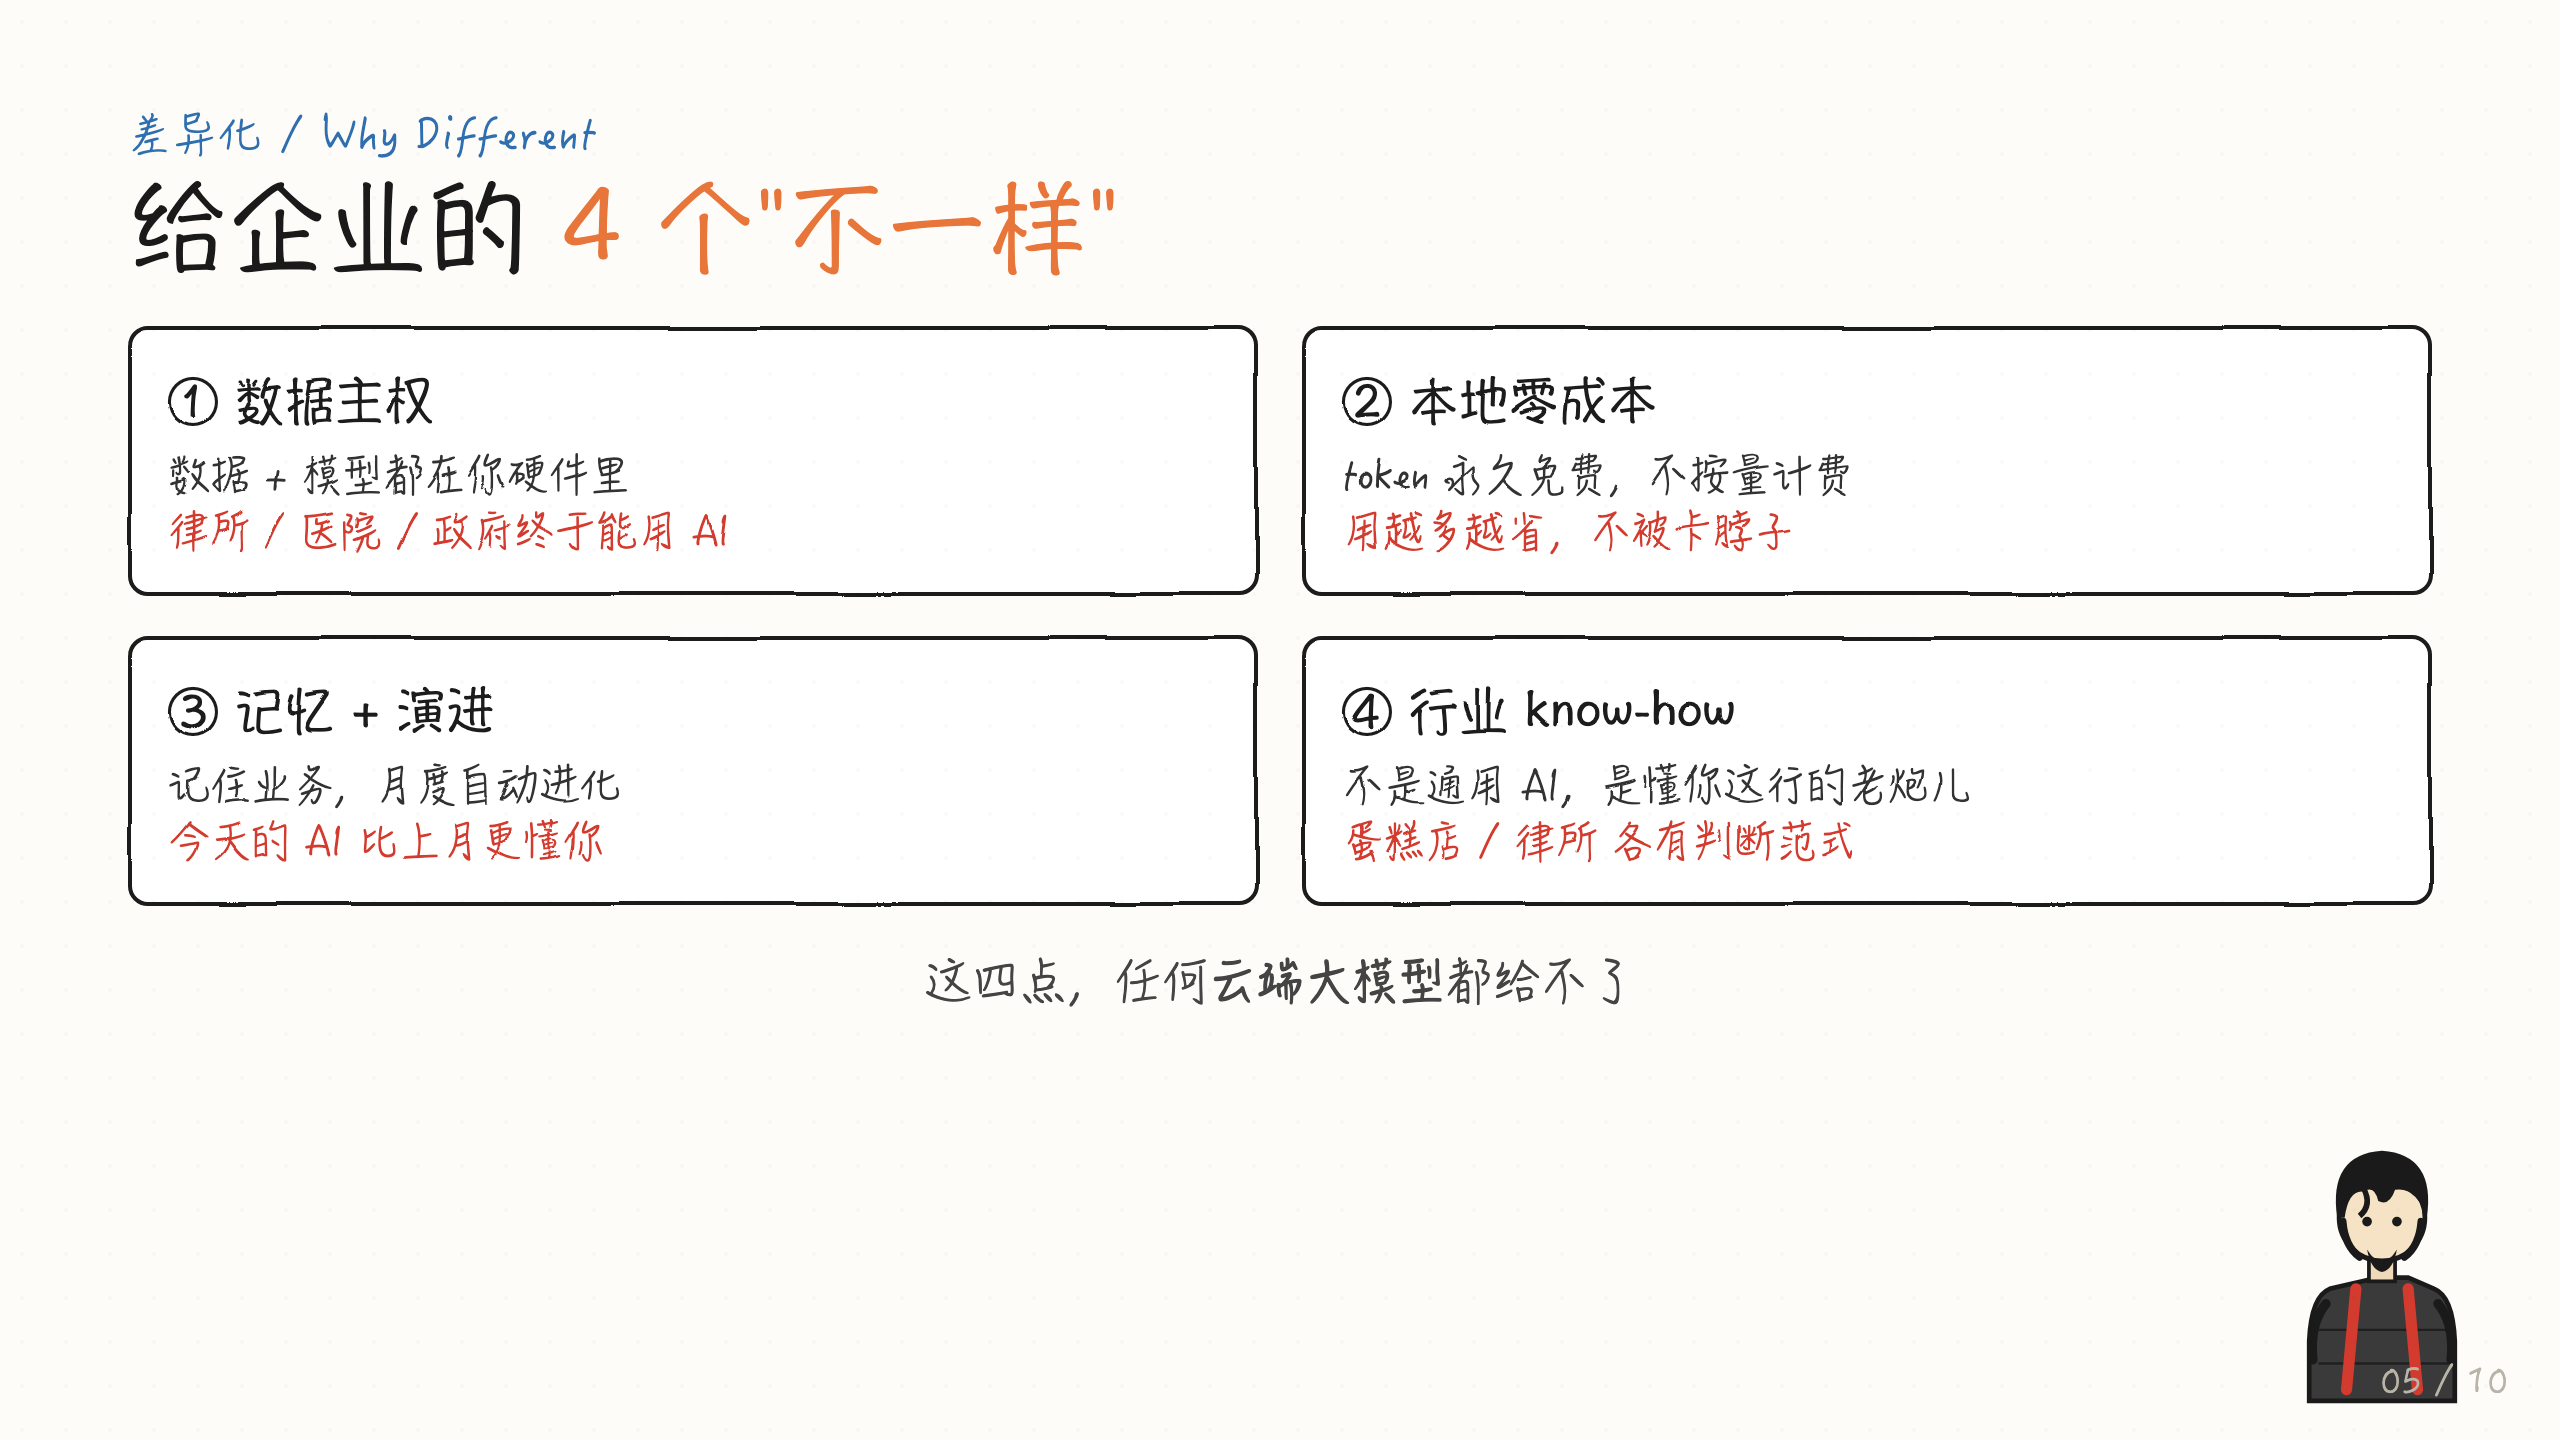 差异化 / Why Different
给企业的 4 个"不一样"
① 数据主权
数据 + 模型都在你硬件里
律所 / 医院 / 政府终于能用 AI
② 本地零成本
token 永久免费，不按量计费
用越多越省，不被卡脖子
③ 记忆 + 演进
记住业务，月度自动进化
今天的 AI 比上月更懂你
④ 行业 know-how
不是通用 AI，是懂你这行的老炮儿
蛋糕店 / 律所 各有判断范式
这四点，任何云端大模型都给不了
05 / 10